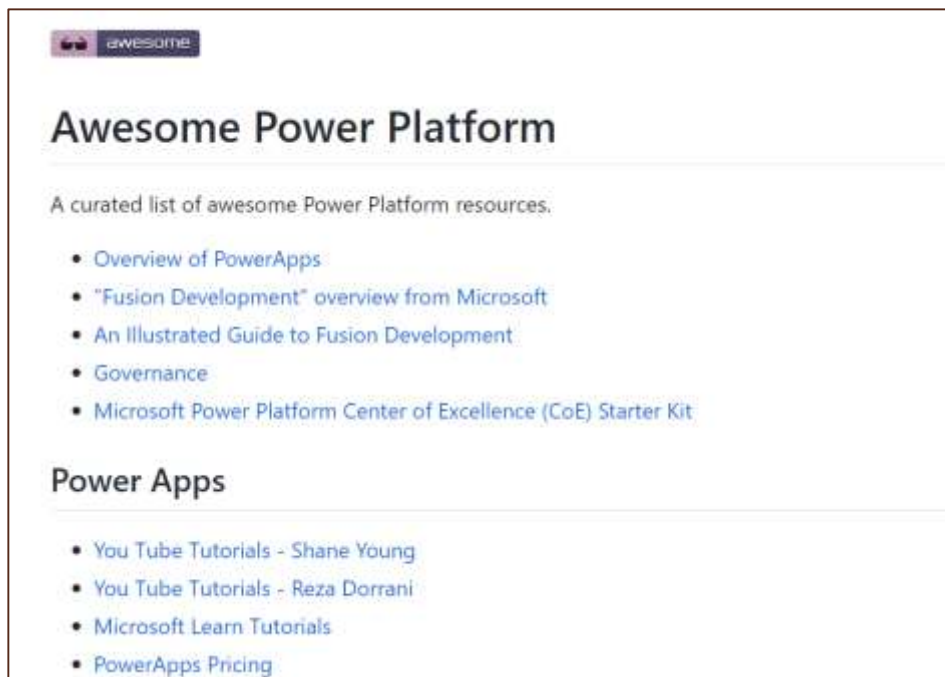 awesome
Awesome Power Platform
A curated list of awesome Power Platform resources.
Overview of PowerApps
"Fusion Development" overview from Microsoft
An Illustrated Guide to Fusion Development
Governance
Microsoft Power Platform Center of Excellence (CoE) Starter Kit
Power Apps
You Tube Tutorials - Shane Young
You Tube Tutorials - Reza Dorrani
Microsoft Learn Tutorials
PowerApps Pricing